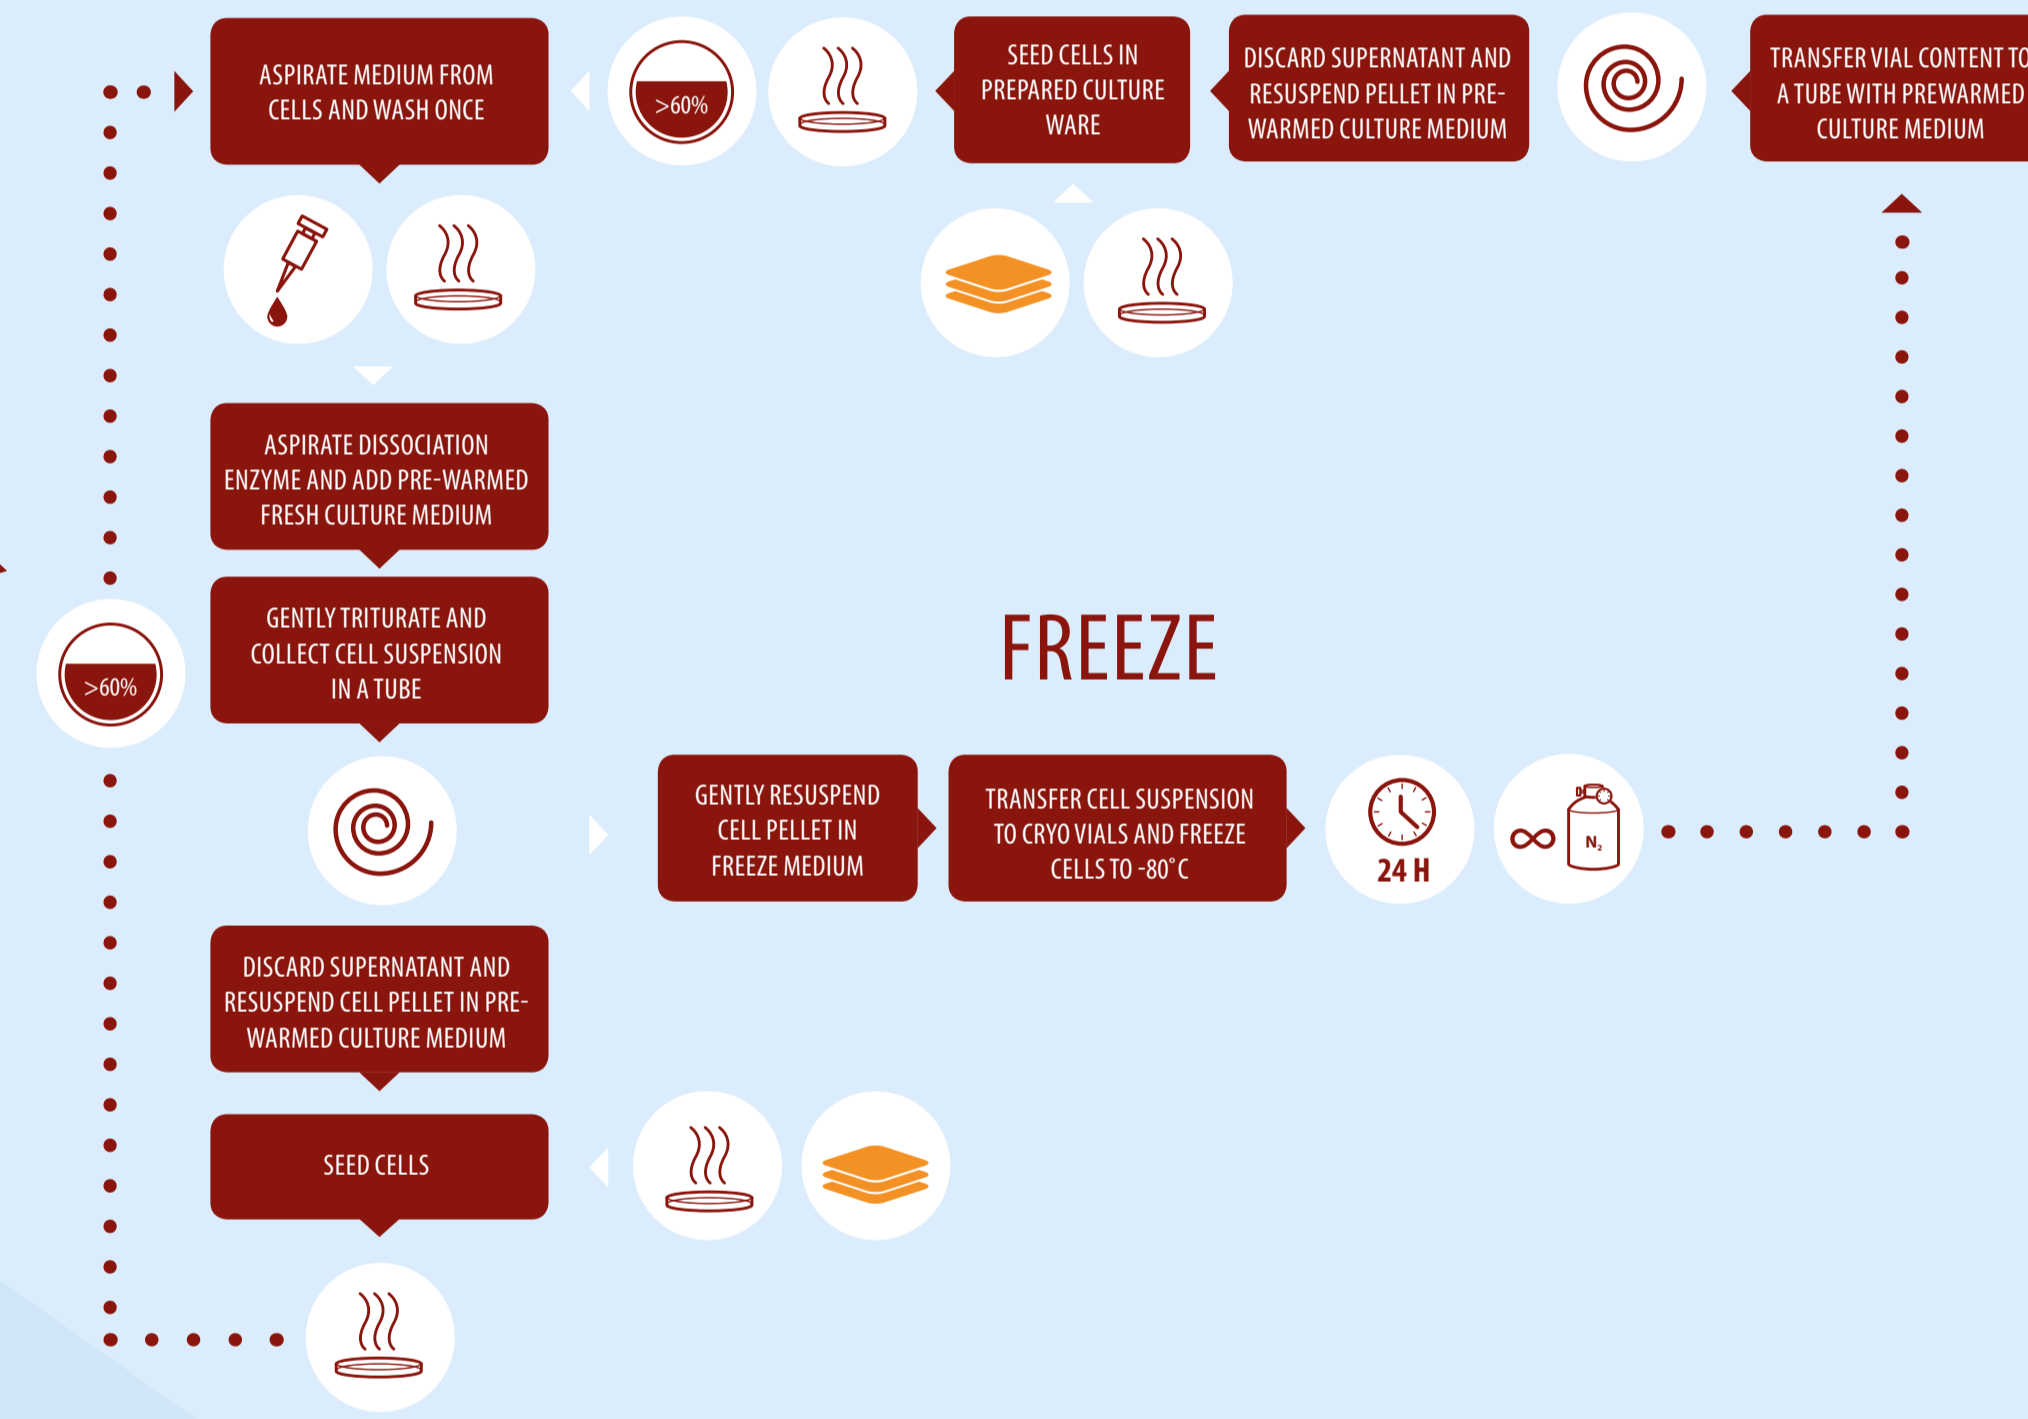 ASPIRATE MEDIUM FROM
CELLS AND WASH ONCE
>60%
SEED CELLS IN
PREPARED CULTURE
WARE
DISCARD SUPERNATANT AND
RESUSPEND PELLET IN PRE-
WARMED CULTURE MEDIUM
TRANSFER VIAL CONTENT TO
A TUBE WITH PREWARMED
CULTURE MEDIUM
ASPIRATE DISSOCIATION
ENZYME AND ADD PRE-WARMED
FRESH CULTURE MEDIUM
GENTLY TRITURATE AND
COLLECT CELL SUSPENSION
IN A TUBE
>60%
FREEZE
GENTLY RESUSPEND
CELL PELLET IN
FREEZE MEDIUM
TRANSFER CELL SUSPENSION
TO CRYO VIALS AND FREEZE
CELLS TO -80°C
24 H
∞
N₂
DISCARD SUPERNATANT AND
RESUSPEND CELL PELLET IN PRE-
WARMED CULTURE MEDIUM
SEED CELLS